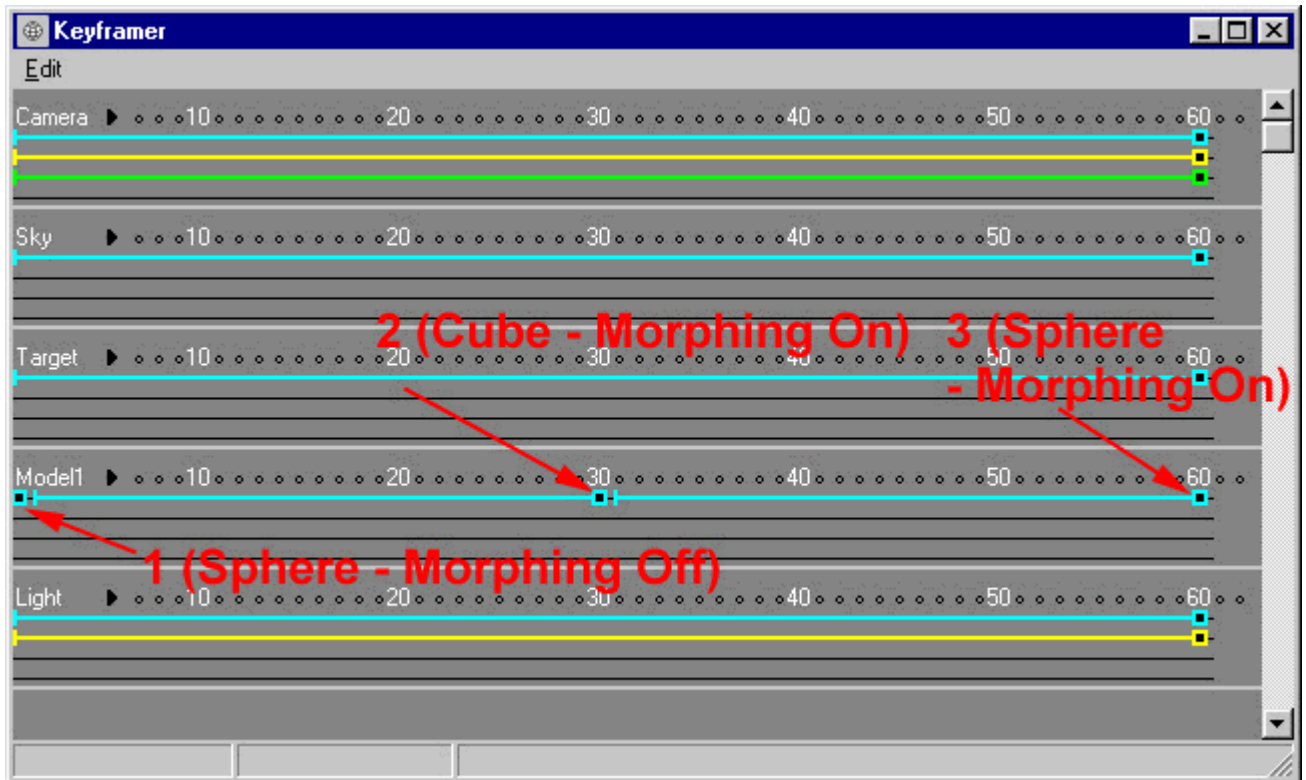 Keyframer
Edit
Camera 10 20 30 40 50 60
Sky 10 20 30 40 50 60
2 (Cube - Morphing On) 3 (Sphere
- Morphing On)
Target 10 20 30 40 50 60
Model1 10 20 30 40 50 60
1 (Sphere - Morphing Off)
Light 10 20 30 40 50 60